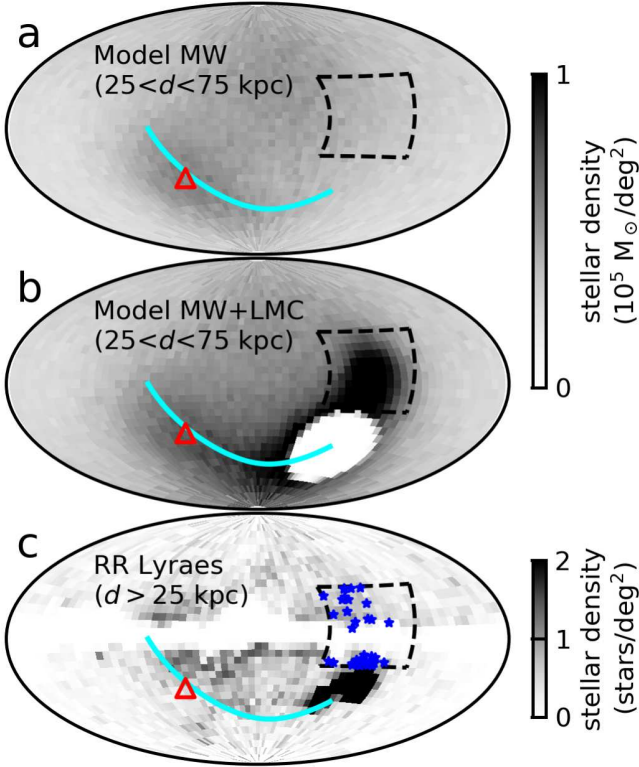 a
Model MW
(25<d<75 kpc)
b
Model MW+LMC
(25<d<75 kpc)
c
RR Lyraes
(d > 25 kpc)
1
0
stellar density
(10⁵ M⊙/deg²)
2
1
0
stellar density
(stars/deg²)